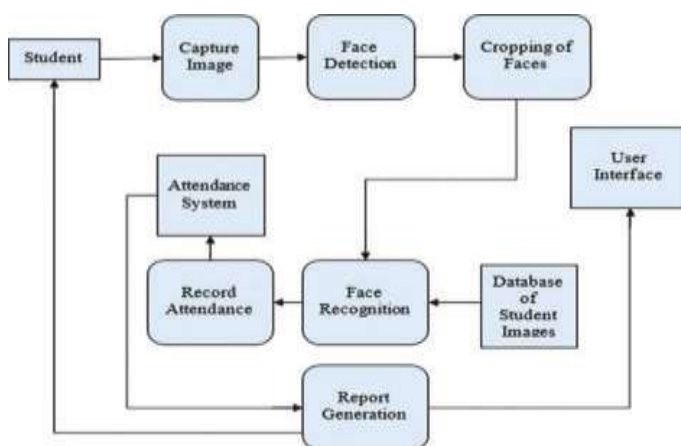 Student
Capture
Image
Face
Detection
Cropping of
Faces
User
Interface
Attendance
System
Record
Attendance
Face
Recognition
Database
of
Student
Images
Report
Generation